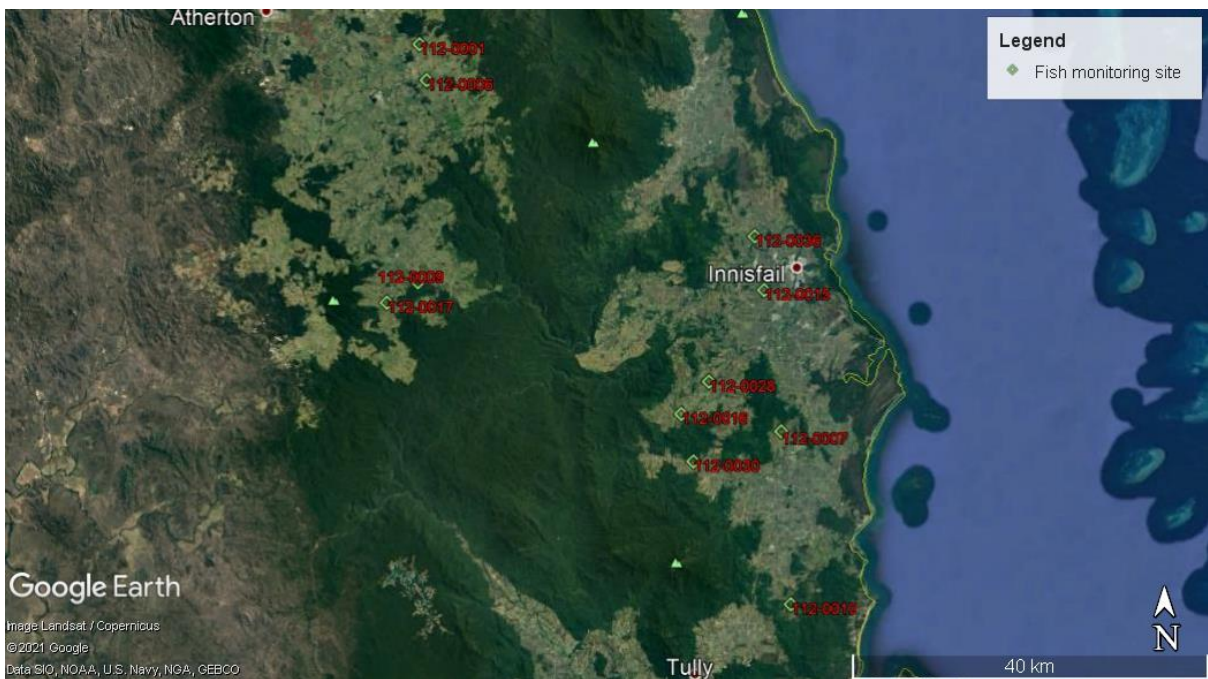 Atherton
Legend
Fish monitoring site
112-0001
112-0006
112-0036
Innisfail
112-0015
112-0009
112-0017
112-0028
112-0016
112-0007
112-0030
Google Earth
Image Landsat / Copernicus
©2021 Google
Data SIO, NOAA, U.S. Navy, NGA, GEBCO
Tully
40 km
N